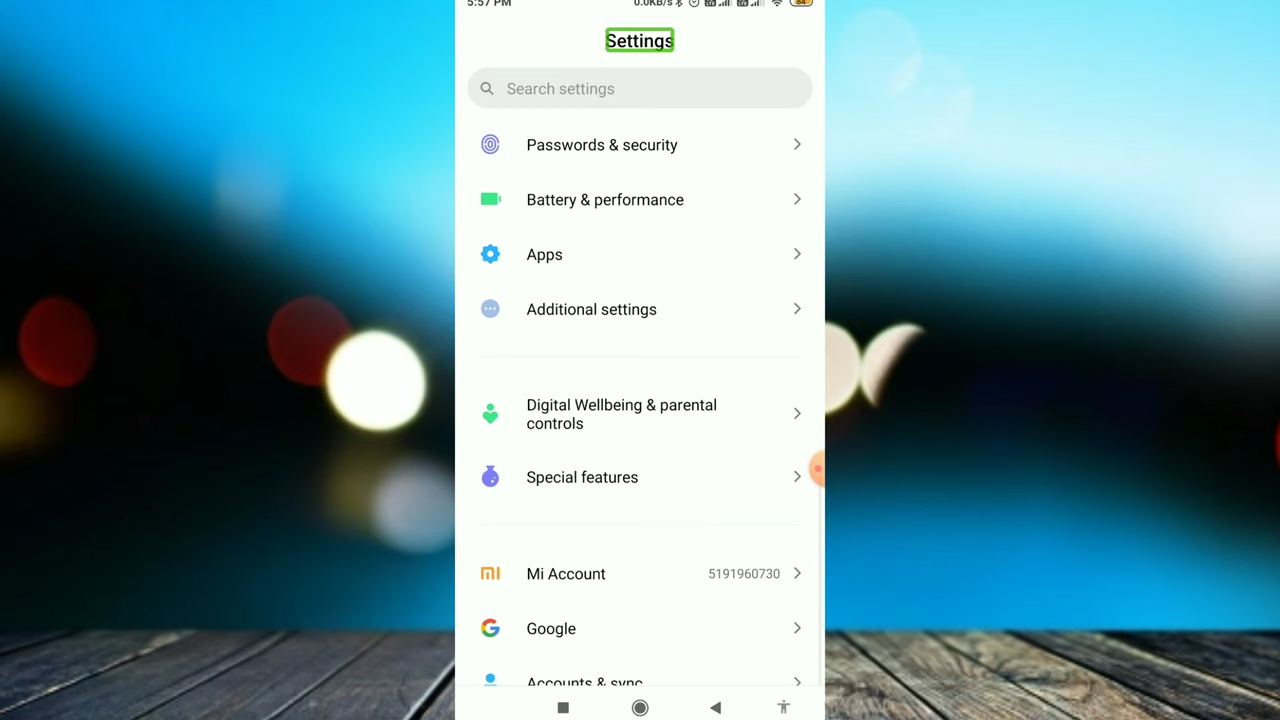 5:57 PM 0.0KB/s 84
Settings
Search settings
Passwords & security
Battery & performance
Apps
Additional settings
Digital Wellbeing & parental
controls
Special features
Mi Account 5191960730
Google
Accounts & sync